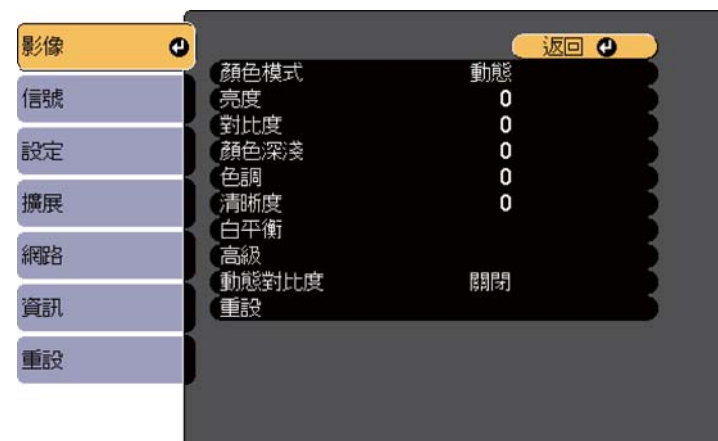 影像
信號
設定
擴展
網路
資訊
重設
返回
顏色模式 動態
亮度 0
對比度 0
顏色深淺 0
色調 0
清晰度 0
白平衡
高級
動態對比度 關閉
重設